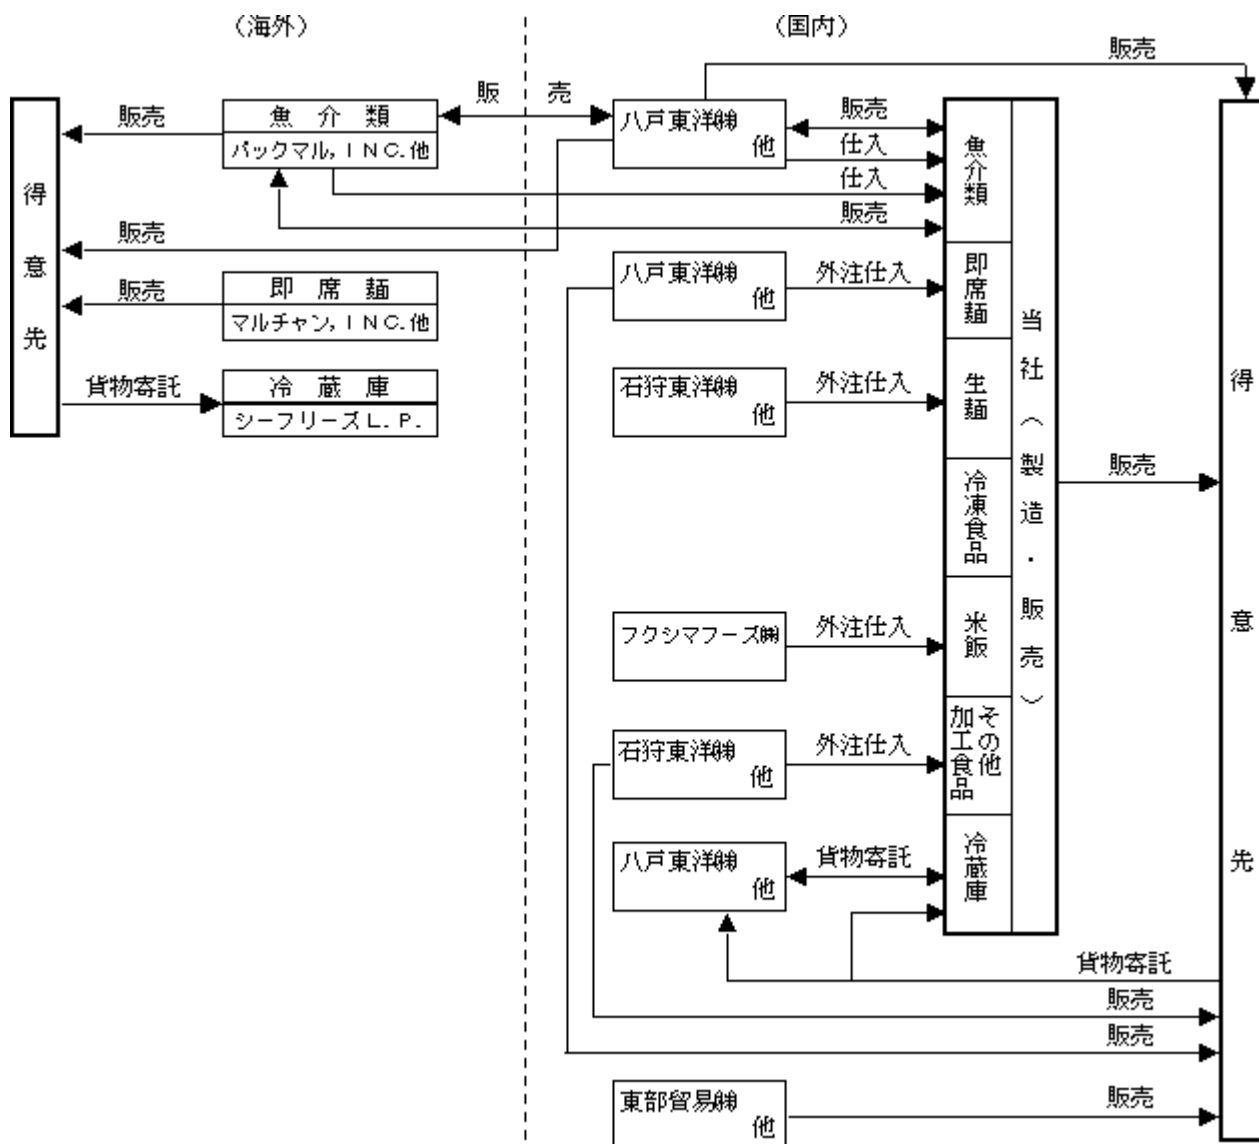 （海外）
（国内）
販売
得意先
販売
魚介類
パックマル，ＩＮＣ．他
販売
八戸東洋㈱
他
販売
仕入
仕入
販売
販売
販売
即席麺
マルチャン，ＩＮＣ．他
貨物寄託
冷蔵庫
シーフリーズＬ．Ｐ．
八戸東洋㈱
他
外注仕入
石狩東洋㈱
他
外注仕入
フクシマフーズ㈱
外注仕入
石狩東洋㈱
他
外注仕入
八戸東洋㈱
他
貨物寄託
魚介類
即席麺
生麺
冷凍食品
米飯
その他
加工食品
冷蔵庫
当社（製造・販売）
販売
得意先
貨物寄託
販売
販売
東部貿易㈱
他
販売